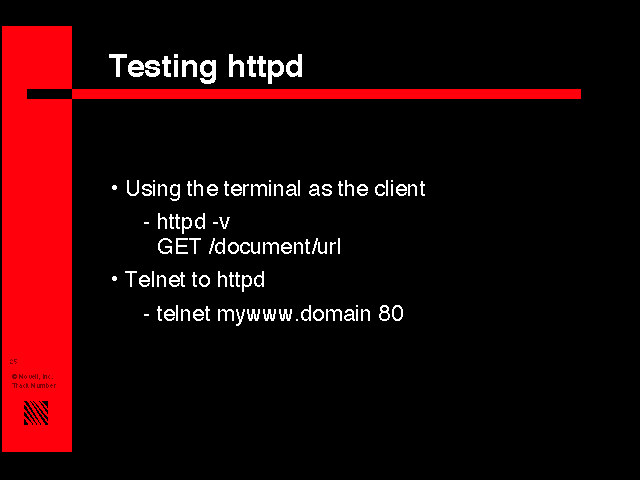 Testing httpd
• Using the terminal as the client
- httpd -v
GET /document/url
• Telnet to httpd
- telnet mywww.domain 80
© Novell, Inc.
Track Number